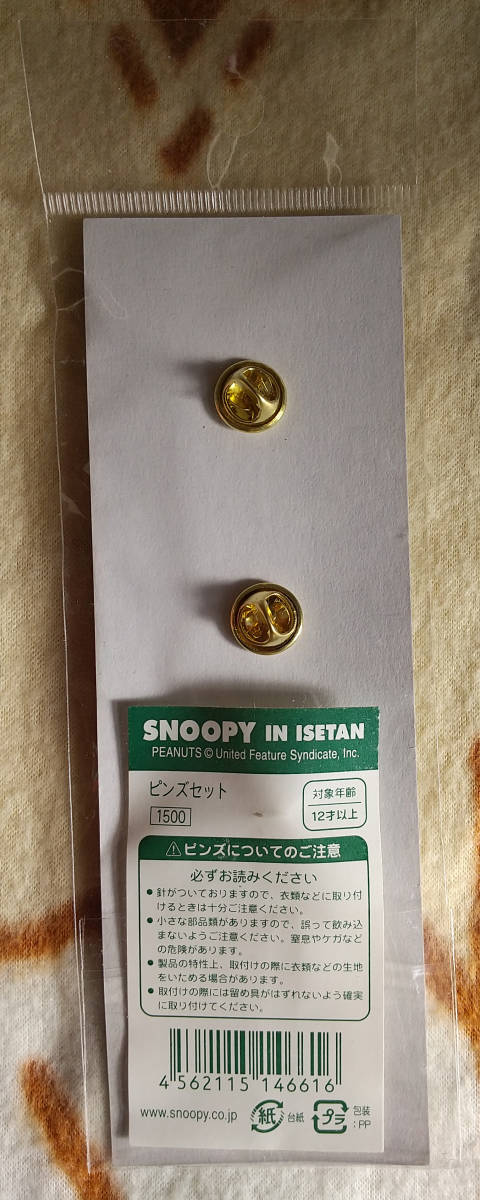 SNOOPY IN ISETAN
PEANUTS © United Feature Syndicate, Inc.
ピンズセット
1500
対象年齢
12才以上
⚠ピンズについてのご注意
必ずお読みください
●針がついておりますので、衣類などに取り付
けるときは十分ご注意ください。
●小さな部品類がありますので、誤って飲み込
まないようご注意ください。窒息やケガなど
の危険があります。
●製品の特性上、取付けの際に衣類などの生地
をいためる場合があります。
●取付けの際には留め具がはずれないよう確実
に取り付けてください。
4 562115 146616
www.snoopy.co.jp
紙
台紙
プラ
包装
:PP